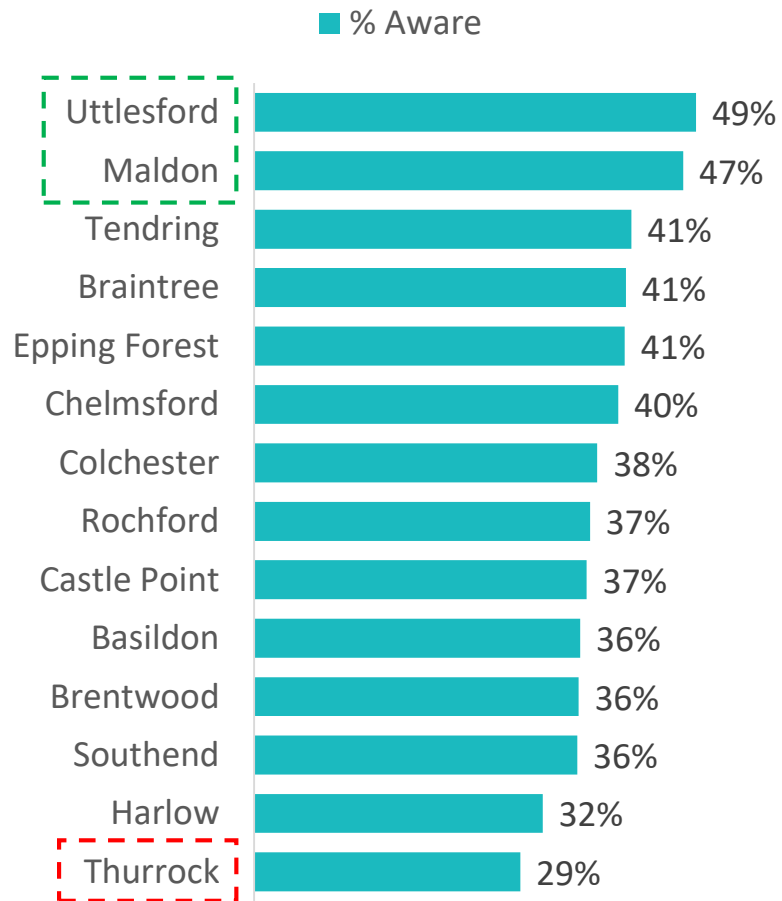 % Aware
Uttlesford 49%
Maldon 47%
Tendring 41%
Braintree 41%
Epping Forest 41%
Chelmsford 40%
Colchester 38%
Rochford 37%
Castle Point 37%
Basildon 36%
Brentwood 36%
Southend 36%
Harlow 32%
Thurrock 29%